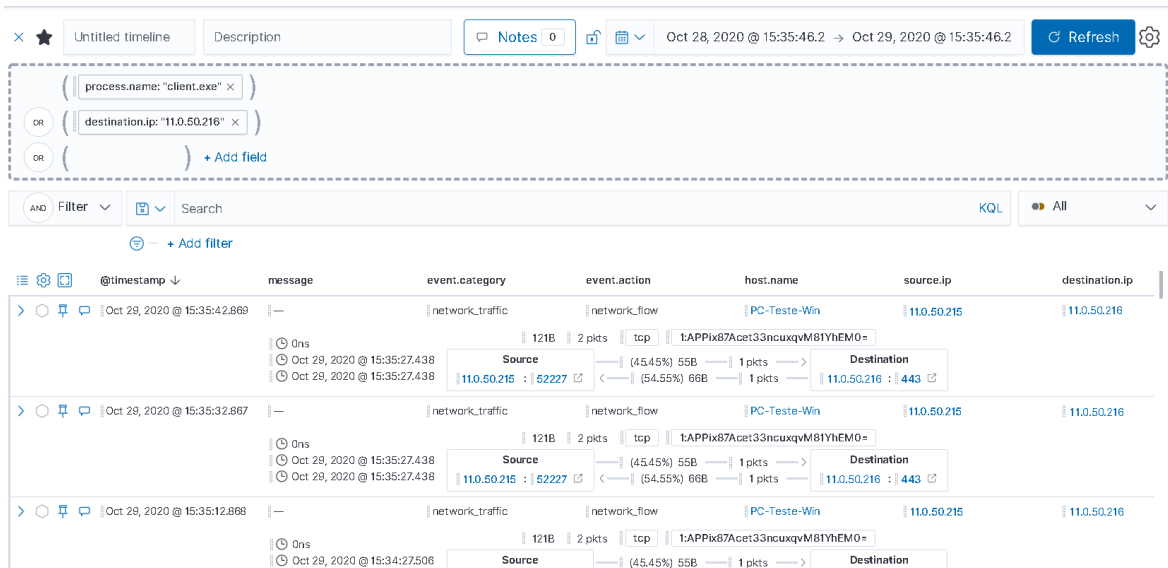 Untitled timeline Description Notes 0 Oct 28, 2020 @ 15:35:46.2 → Oct 29, 2020 @ 15:35:46.2 Refresh
( process.name: "client.exe" × )
OR ( destination.ip: "11.0.50.216" × )
OR ( ) + Add field
AND Filter Search KQL All
+ Add filter
@timestamp ↓ message event.category event.action host.name source.ip destination.ip
Oct 29, 2020 @ 15:35:42.869 — network_traffic network_flow PC-Teste-Win 11.0.50.215 11.0.50.216
121B 2 pkts tcp 1:APPix87Acet33ncuxqvM81YhEM0=
0ns
Oct 29, 2020 @ 15:35:27.438 Source (45.45%) 55B 1 pkts Destination
Oct 29, 2020 @ 15:35:27.438 11.0.50.215 : 52227 (54.55%) 66B 1 pkts 11.0.50.216 : 443
Oct 29, 2020 @ 15:35:32.867 — network_traffic network_flow PC-Teste-Win 11.0.50.215 11.0.50.216
121B 2 pkts tcp 1:APPix87Acet33ncuxqvM81YhEM0=
0ns
Oct 29, 2020 @ 15:35:27.438 Source (45.45%) 55B 1 pkts Destination
Oct 29, 2020 @ 15:35:27.438 11.0.50.215 : 52227 (54.55%) 66B 1 pkts 11.0.50.216 : 443
Oct 29, 2020 @ 15:35:12.868 — network_traffic network_flow PC-Teste-Win 11.0.50.215 11.0.50.216
121B 2 pkts tcp 1:APPix87Acet33ncuxqvM81YhEM0=
0ns
Oct 29, 2020 @ 15:34:27.506 Source (45.45%) 55B 1 pkts Destination